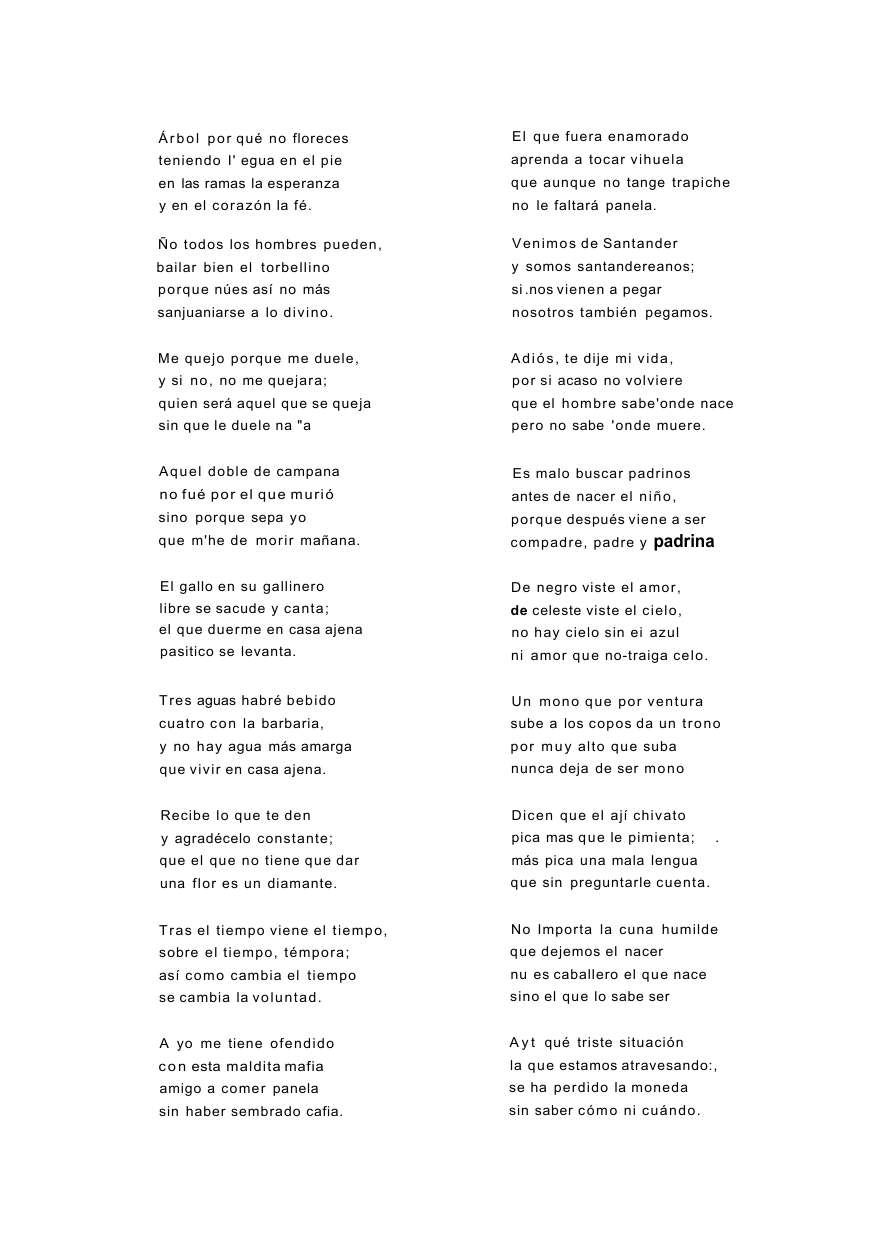 Árbol por qué no floreces
teniendo l' egua en el pie
en las ramas la esperanza
y en el corazón la fé.

Ño todos los hombres pueden,
bailar bien el torbellino
porque núes así no más
sanjuaniarse a lo divino.

Me quejo porque me duele,
y si no, no me quejara;
quien será aquel que se queja
sin que le duele na "a

Aquel doble de campana
no fué por el que murió
sino porque sepa yo
que m'he de morir mañana.

El gallo en su gallinero
libre se sacude y canta;
el que duerme en casa ajena
pasitico se levanta.

Tres aguas habré bebido
cuatro con la barbaria,
y no hay agua más amarga
que vivir en casa ajena.

Recibe lo que te den
y agradécelo constante;
que el que no tiene que dar
una flor es un diamante.

Tras el tiempo viene el tiempo,
sobre el tiempo, témpora;
así como cambia el tiempo
se cambia la voluntad.

A yo me tiene ofendido
con esta maldita mafia
amigo a comer panela
sin haber sembrado cafia.

El que fuera enamorado
aprenda a tocar vihuela
que aunque no tange trapiche
no le faltará panela.

Venimos de Santander
y somos santandereanos;
si .nos vienen a pegar
nosotros también pegamos.

Adiós, te dije mi vida,
por si acaso no volviere
que el hombre sabe'onde nace
pero no sabe 'onde muere.

Es malo buscar padrinos
antes de nacer el niño,
porque después viene a ser
compadre, padre y padrina

De negro viste el amor,
de celeste viste el cielo,
no hay cielo sin ei azul
ni amor que no-traiga celo.

Un mono que por ventura
sube a los copos da un trono
por muy alto que suba
nunca deja de ser mono

Dicen que el ají chivato
pica mas que le pimienta; .
más pica una mala lengua
que sin preguntarle cuenta.

No Importa la cuna humilde
que dejemos el nacer
nu es caballero el que nace
sino el que lo sabe ser

Ayt qué triste situación
la que estamos atravesando:,
se ha perdido la moneda
sin saber cómo ni cuándo.